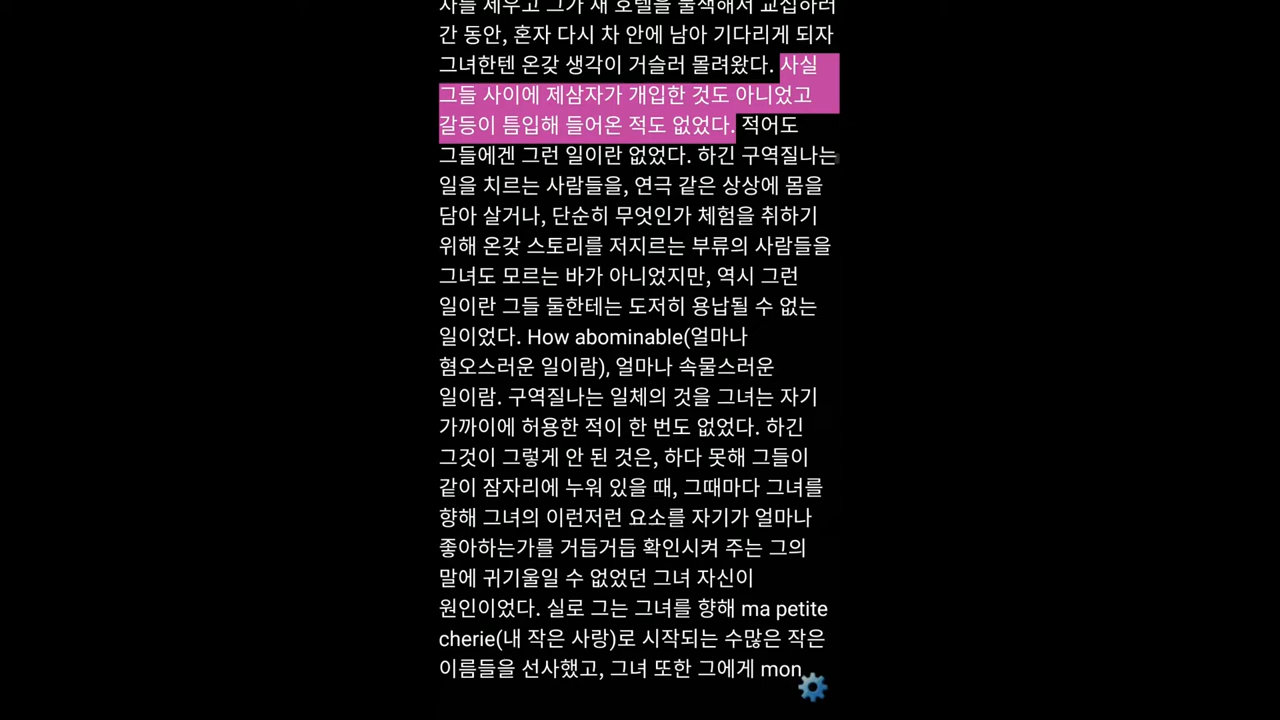 차를 세우고 그가 새 호텔을 물색해서 교섭하러
간 동안, 혼자 다시 차 안에 남아 기다리게 되자
그녀한텐 온갖 생각이 거슬러 몰려왔다. 사실
그들 사이에 제삼자가 개입한 것도 아니었고
갈등이 틈입해 들어온 적도 없었다. 적어도
그들에겐 그런 일이란 없었다. 하긴 구역질나는
일을 치르는 사람들을, 연극 같은 상상에 몸을
담아 살거나, 단순히 무엇인가 체험을 취하기
위해 온갖 스토리를 저지르는 부류의 사람들을
그녀도 모르는 바가 아니었지만, 역시 그런
일이란 그들 둘한테는 도저히 용납될 수 없는
일이었다. How abominable(얼마나
혐오스러운 일이람), 얼마나 속물스러운
일이람. 구역질나는 일체의 것을 그녀는 자기
가까이에 허용한 적이 한 번도 없었다. 하긴
그것이 그렇게 안 된 것은, 하다 못해 그들이
같이 잠자리에 누워 있을 때, 그때마다 그녀를
향해 그녀의 이런저런 요소를 자기가 얼마나
좋아하는가를 거듭거듭 확인시켜 주는 그의
말에 귀기울일 수 없었던 그녀 자신이
원인이었다. 실로 그는 그녀를 향해 ma petite
cherie(내 작은 사랑)로 시작되는 수많은 작은
이름들을 선사했고, 그녀 또한 그에게 mon